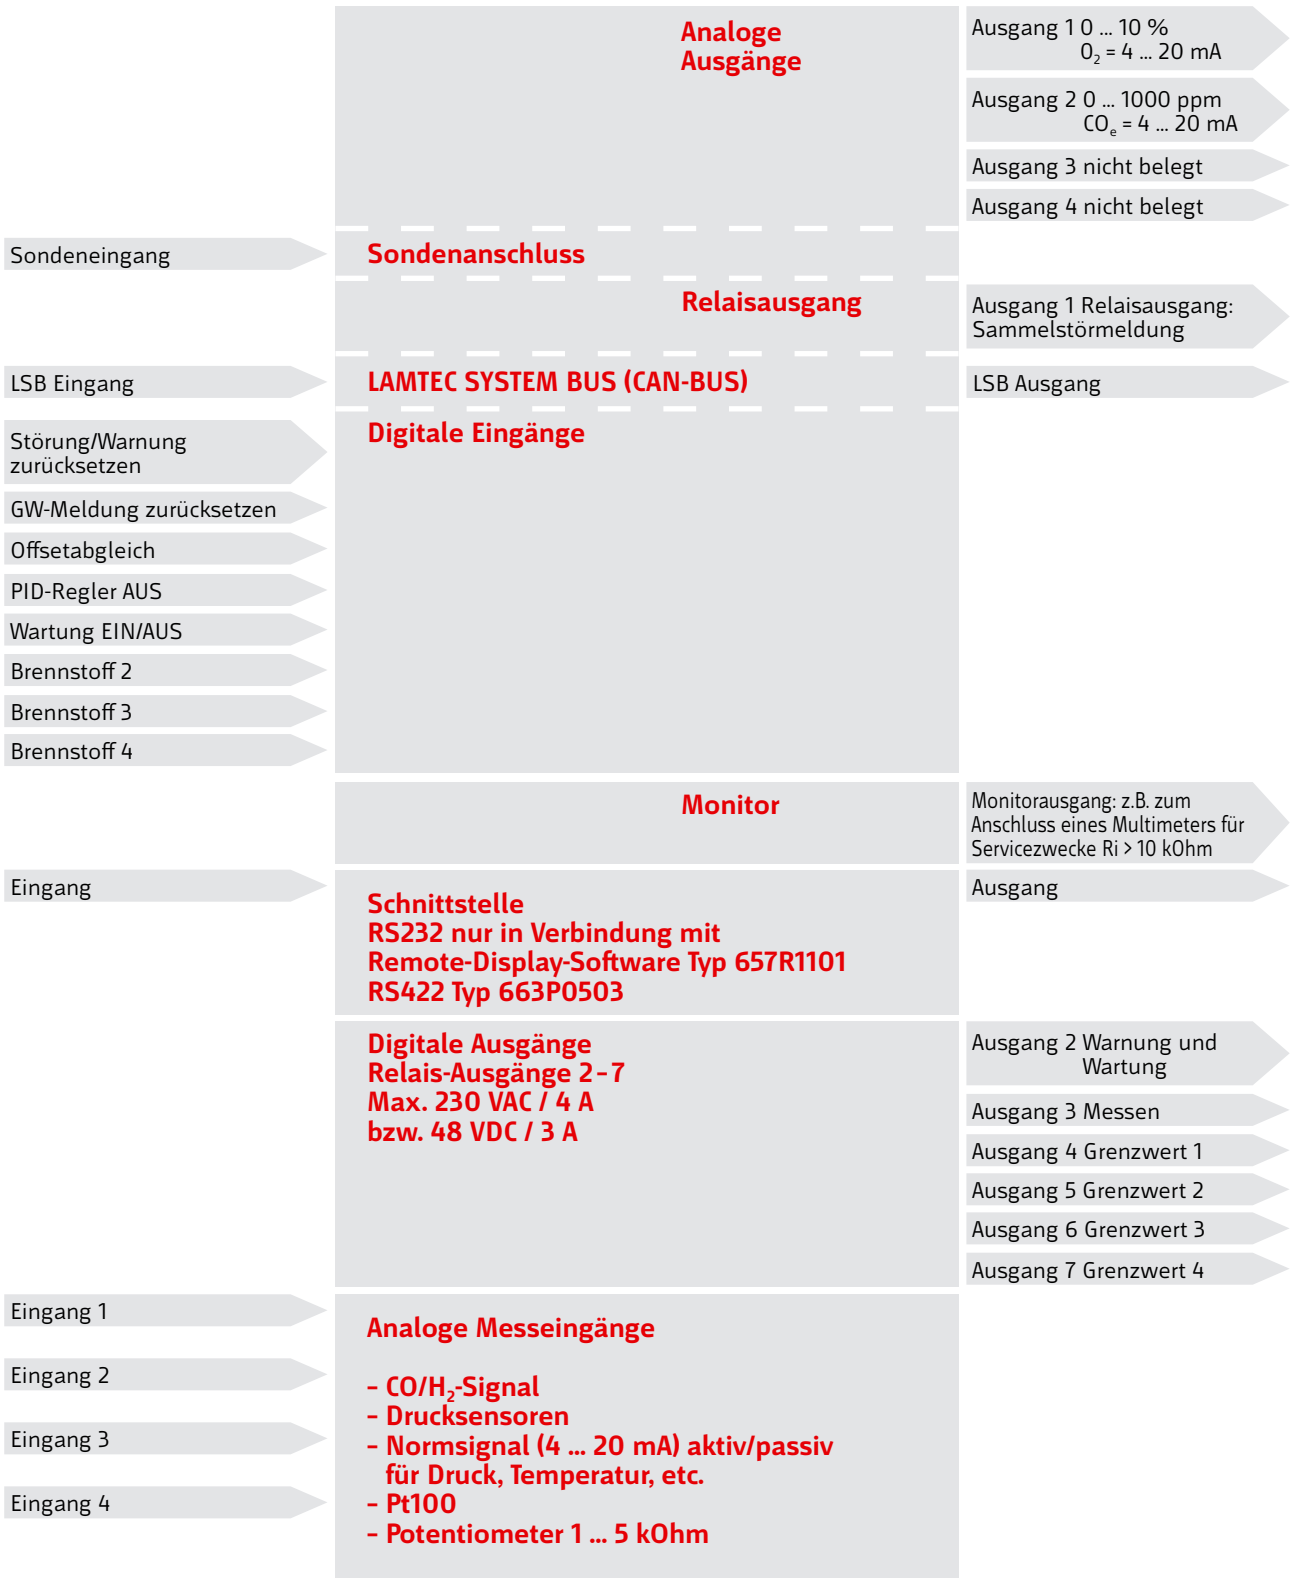 Analoge
Ausgänge
Ausgang 1 0 ... 10 %
O₂ = 4 ... 20 mA
Ausgang 2 0 ... 1000 ppm
COₑ = 4 ... 20 mA
Ausgang 3 nicht belegt
Ausgang 4 nicht belegt
Sondeneingang
Sondenanschluss
Relaisausgang
Ausgang 1 Relaisausgang:
Sammelstörmeldung
LSB Eingang
LAMTEC SYSTEM BUS (CAN-BUS)
LSB Ausgang
Digitale Eingänge
Störung/Warnung
zurücksetzen
GW-Meldung zurücksetzen
Offsetabgleich
PID-Regler AUS
Wartung EIN/AUS
Brennstoff 2
Brennstoff 3
Brennstoff 4
Monitor
Monitorausgang: z.B. zum
Anschluss eines Multimeters für
Servicezwecke Ri > 10 kOhm
Eingang
Schnittstelle
RS232 nur in Verbindung mit
Remote-Display-Software Typ 657R1101
RS422 Typ 663P0503
Ausgang
Digitale Ausgänge
Relais-Ausgänge 2–7
Max. 230 VAC / 4 A
bzw. 48 VDC / 3 A
Ausgang 2 Warnung und
Wartung
Ausgang 3 Messen
Ausgang 4 Grenzwert 1
Ausgang 5 Grenzwert 2
Ausgang 6 Grenzwert 3
Ausgang 7 Grenzwert 4
Eingang 1
Eingang 2
Eingang 3
Eingang 4
Analoge Messeingänge
– CO/H₂-Signal
– Drucksensoren
– Normsignal (4 ... 20 mA) aktiv/passiv
für Druck, Temperatur, etc.
– Pt100
– Potentiometer 1 ... 5 kOhm